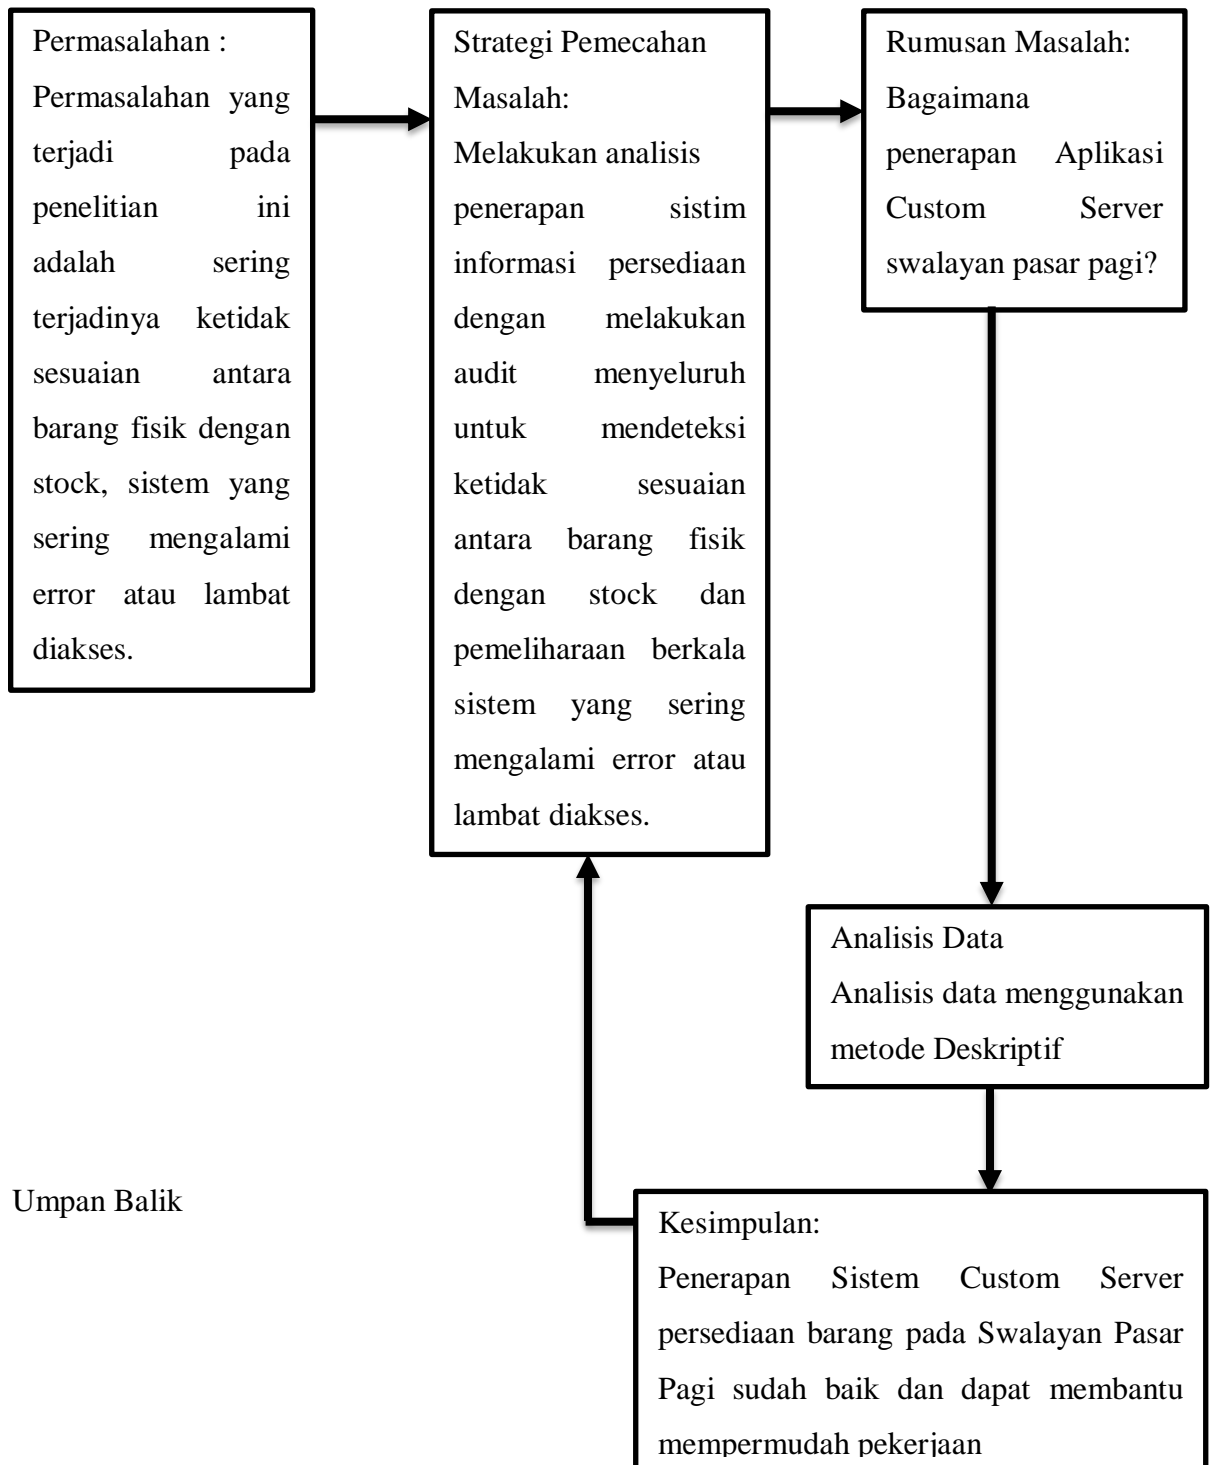 Permasalahan :
Permasalahan yang
terjadi pada
penelitian ini
adalah sering
terjadinya ketidak
sesuaian antara
barang fisik dengan
stock, sistem yang
sering mengalami
error atau lambat
diakses.
Strategi Pemecahan
Masalah:
Melakukan analisis
penerapan sistim
informasi persediaan
dengan melakukan
audit menyeluruh
untuk mendeteksi
ketidak sesuaian
antara barang fisik
dengan stock dan
pemeliharaan berkala
sistem yang sering
mengalami error atau
lambat diakses.
Rumusan Masalah:
Bagaimana
penerapan Aplikasi
Custom Server
swalayan pasar pagi?
Analisis Data
Analisis data menggunakan
metode Deskriptif
Umpan Balik
Kesimpulan:
Penerapan Sistem Custom Server
persediaan barang pada Swalayan Pasar
Pagi sudah baik dan dapat membantu
mempermudah pekerjaan